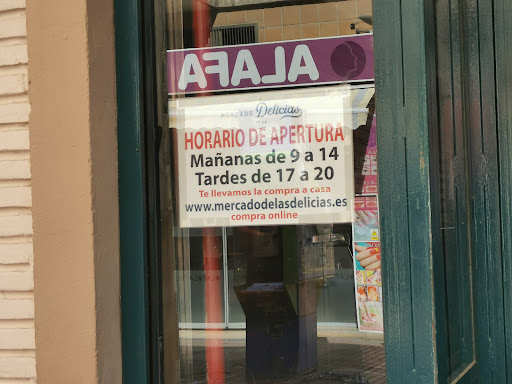 ALAFA
MERCADO Delicias
HORARIO DE APERTURA
Mañanas de 9 a 14
Tardes de 17 a 20
Te llevamos la compra a casa
www.mercadodelasdelicias.es
compra online